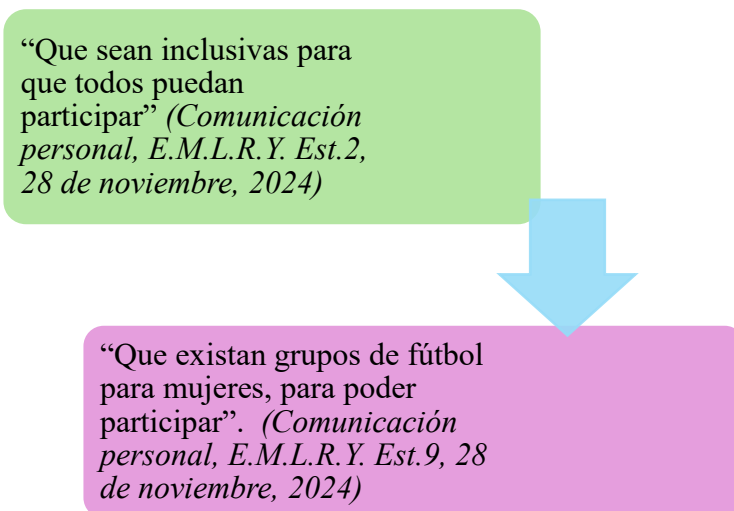 “Que sean inclusivas para
que todos puedan
participar” (Comunicación
personal, E.M.L.R.Y. Est.2,
28 de noviembre, 2024)
“Que existan grupos de fútbol
para mujeres, para poder
participar”.  (Comunicación
personal, E.M.L.R.Y. Est.9, 28
de noviembre, 2024)